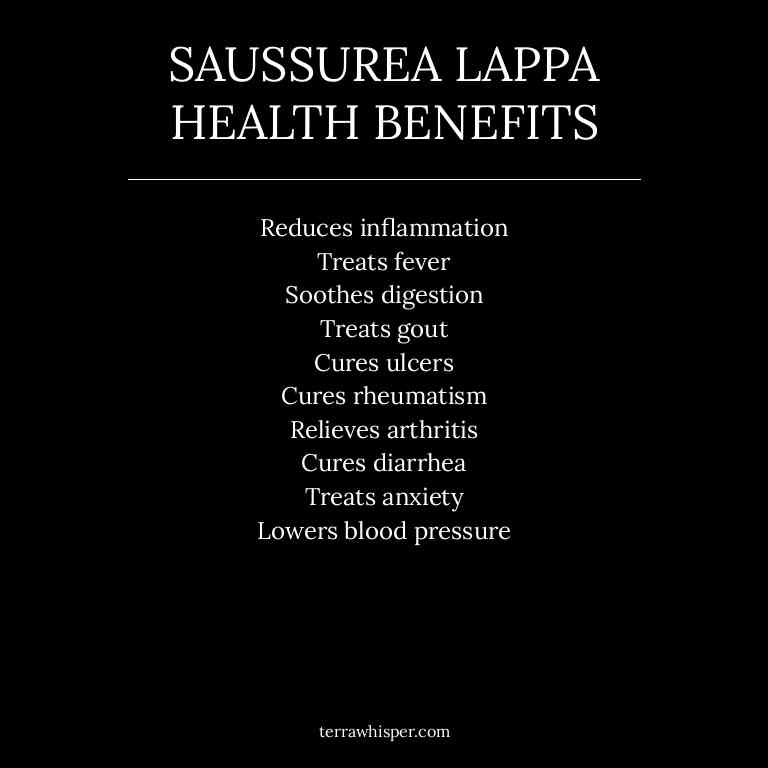 SAUSSUREA LAPPA
HEALTH BENEFITS
Reduces inflammation
Treats fever
Soothes digestion
Treats gout
Cures ulcers
Cures rheumatism
Relieves arthritis
Cures diarrhea
Treats anxiety
Lowers blood pressure
terrawhisper.com